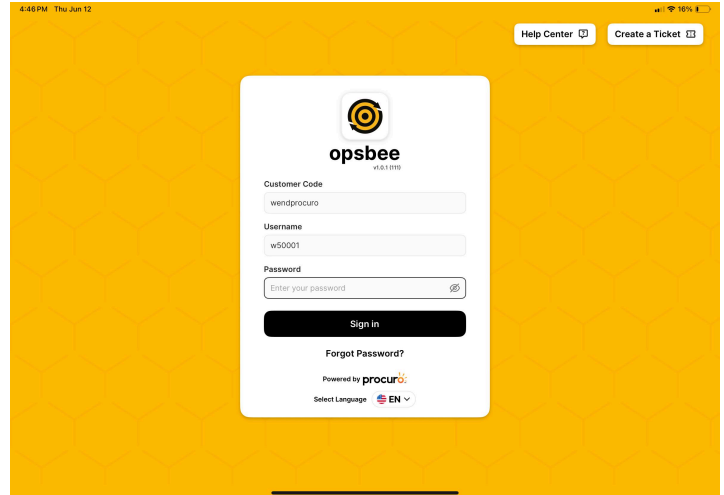 4:46 PM Thu Jun 12
16%
Help Center
Create a Ticket
opsbee
v1.0.1 (111)
Customer Code
wendprocuro
Username
w50001
Password
Enter your password
Sign in
Forgot Password?
Powered by procuro
Select Language EN